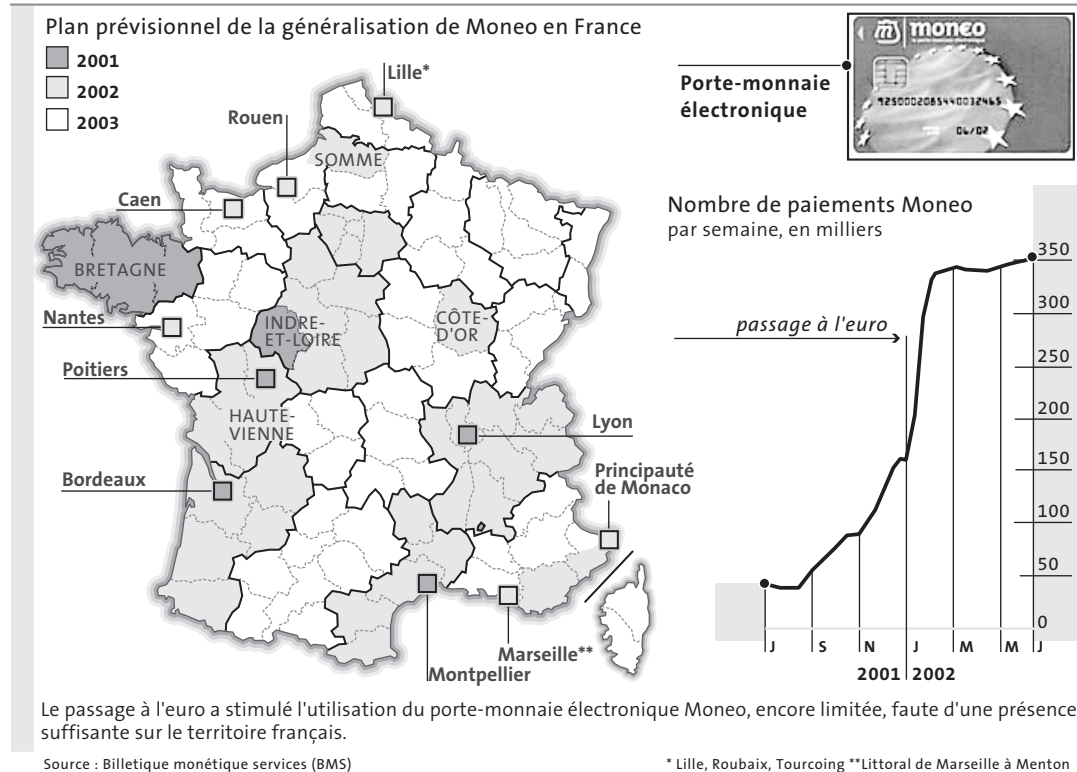 Plan prévisionnel de la généralisation de Moneo en France
2001
2002
2003
Lille*
Rouen
SOMME
Caen
BRETAGNE
Nantes
INDRE-
ET-LOIRE
CÔTE-
D'OR
Poitiers
HAUTE-
VIENNE
Lyon
Bordeaux
Principauté
de Monaco
Marseille**
Montpellier
Porte-monnaie
électronique
moneo
06/02
Nombre de paiements Moneo
par semaine, en milliers
passage à l'euro
350
300
250
200
150
100
50
0
J S N J M M J
2001 2002
Le passage à l'euro a stimulé l'utilisation du porte-monnaie électronique Moneo, encore limitée, faute d'une présence
suffisante sur le territoire français.
Source : Billetique monétique services (BMS)
* Lille, Roubaix, Tourcoing **Littoral de Marseille à Menton